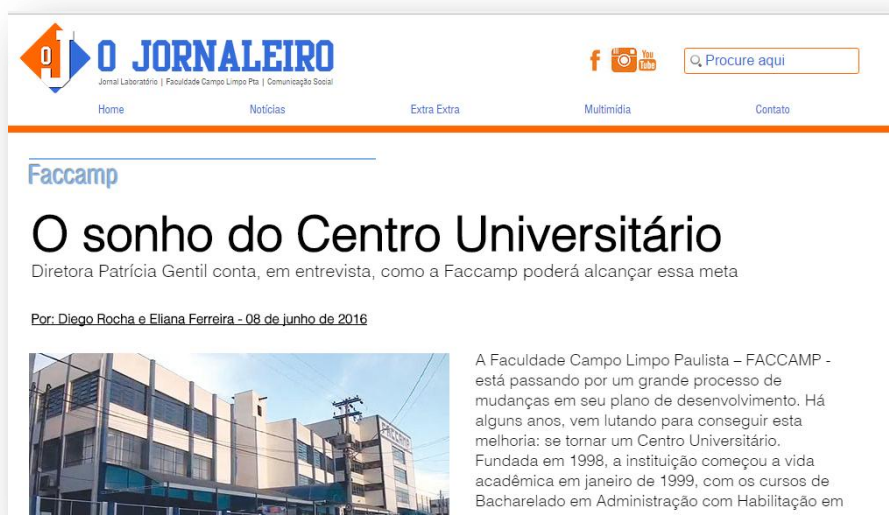 O JORNALEIRO
Jornal Laboratório | Faculdade Campo Limpo Pta | Comunicação Social
f You Tube
Procure aqui
Home Notícias Extra Extra Multimídia Contato
Faccamp
O sonho do Centro Universitário
Diretora Patrícia Gentil conta, em entrevista, como a Faccamp poderá alcançar essa meta
Por: Diego Rocha e Eliana Ferreira - 08 de junho de 2016
FACCAMP
A Faculdade Campo Limpo Paulista – FACCAMP -
está passando por um grande processo de
mudanças em seu plano de desenvolvimento. Há
alguns anos, vem lutando para conseguir esta
melhoria: se tornar um Centro Universitário.
Fundada em 1998, a instituição começou a vida
acadêmica em janeiro de 1999, com os cursos de
Bacharelado em Administração com Habilitação em